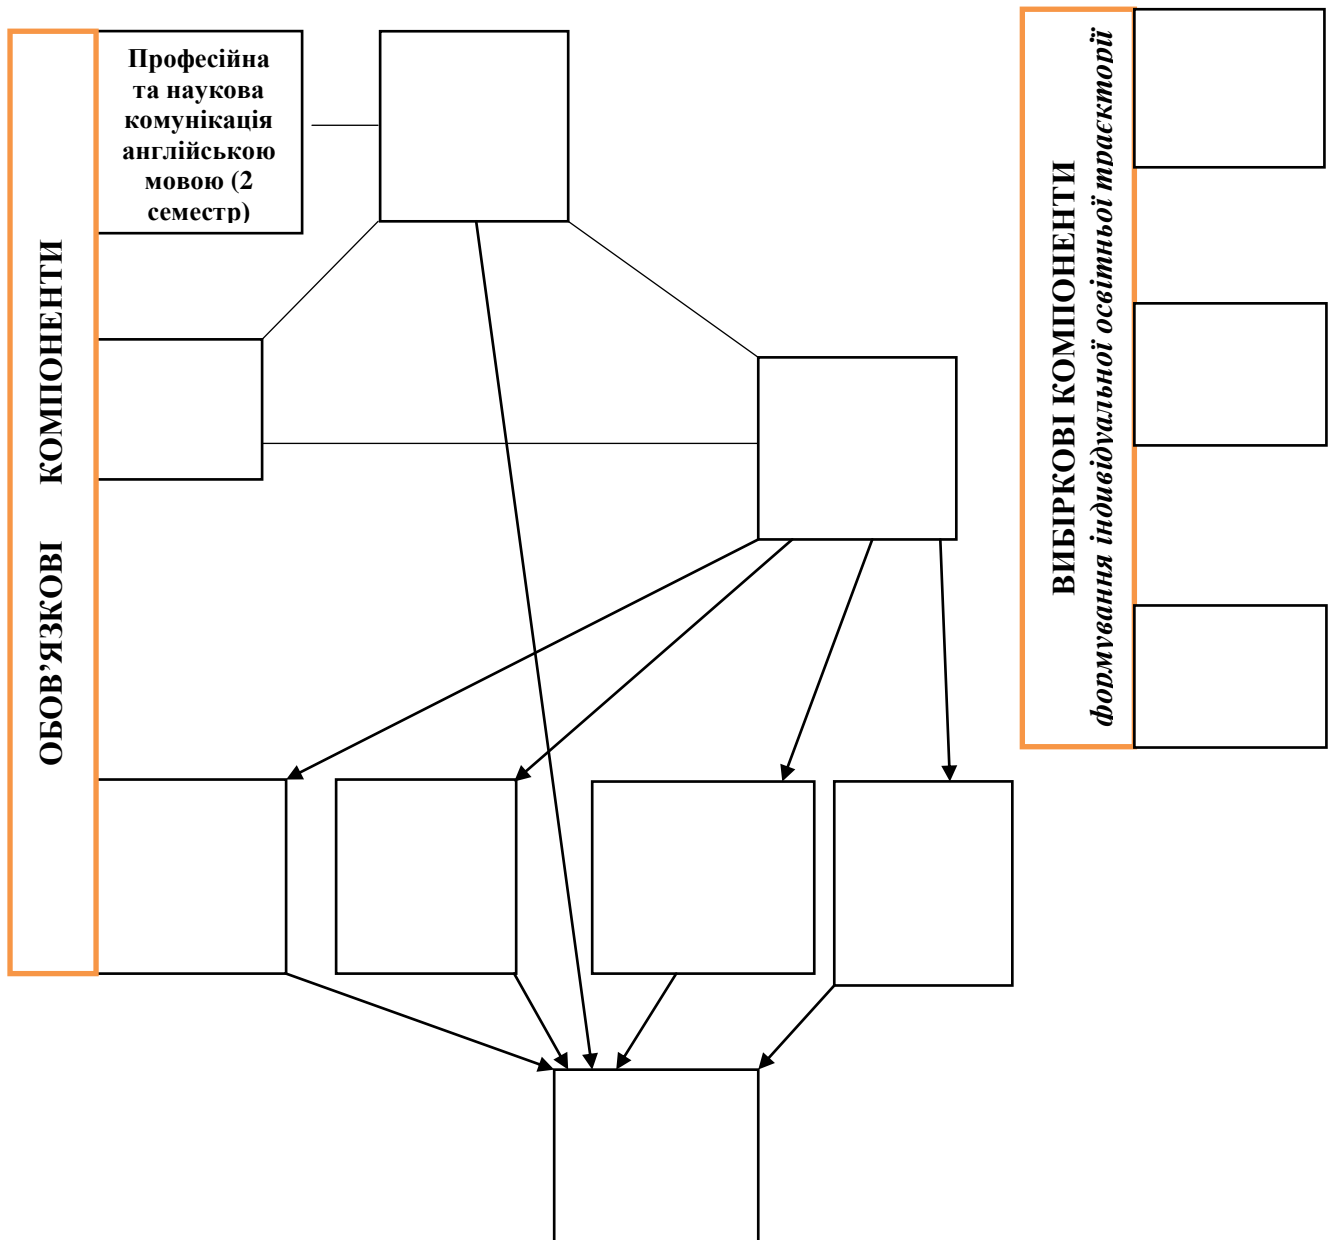 ОБОВ’ЯЗКОВІ КОМПОНЕНТИ
Професійна
та наукова
комунікація
англійською
мовою (2
семестр)
ВИБІРКОВІ КОМПОНЕНТИ
формування індивідуальної освітньої траєкторії